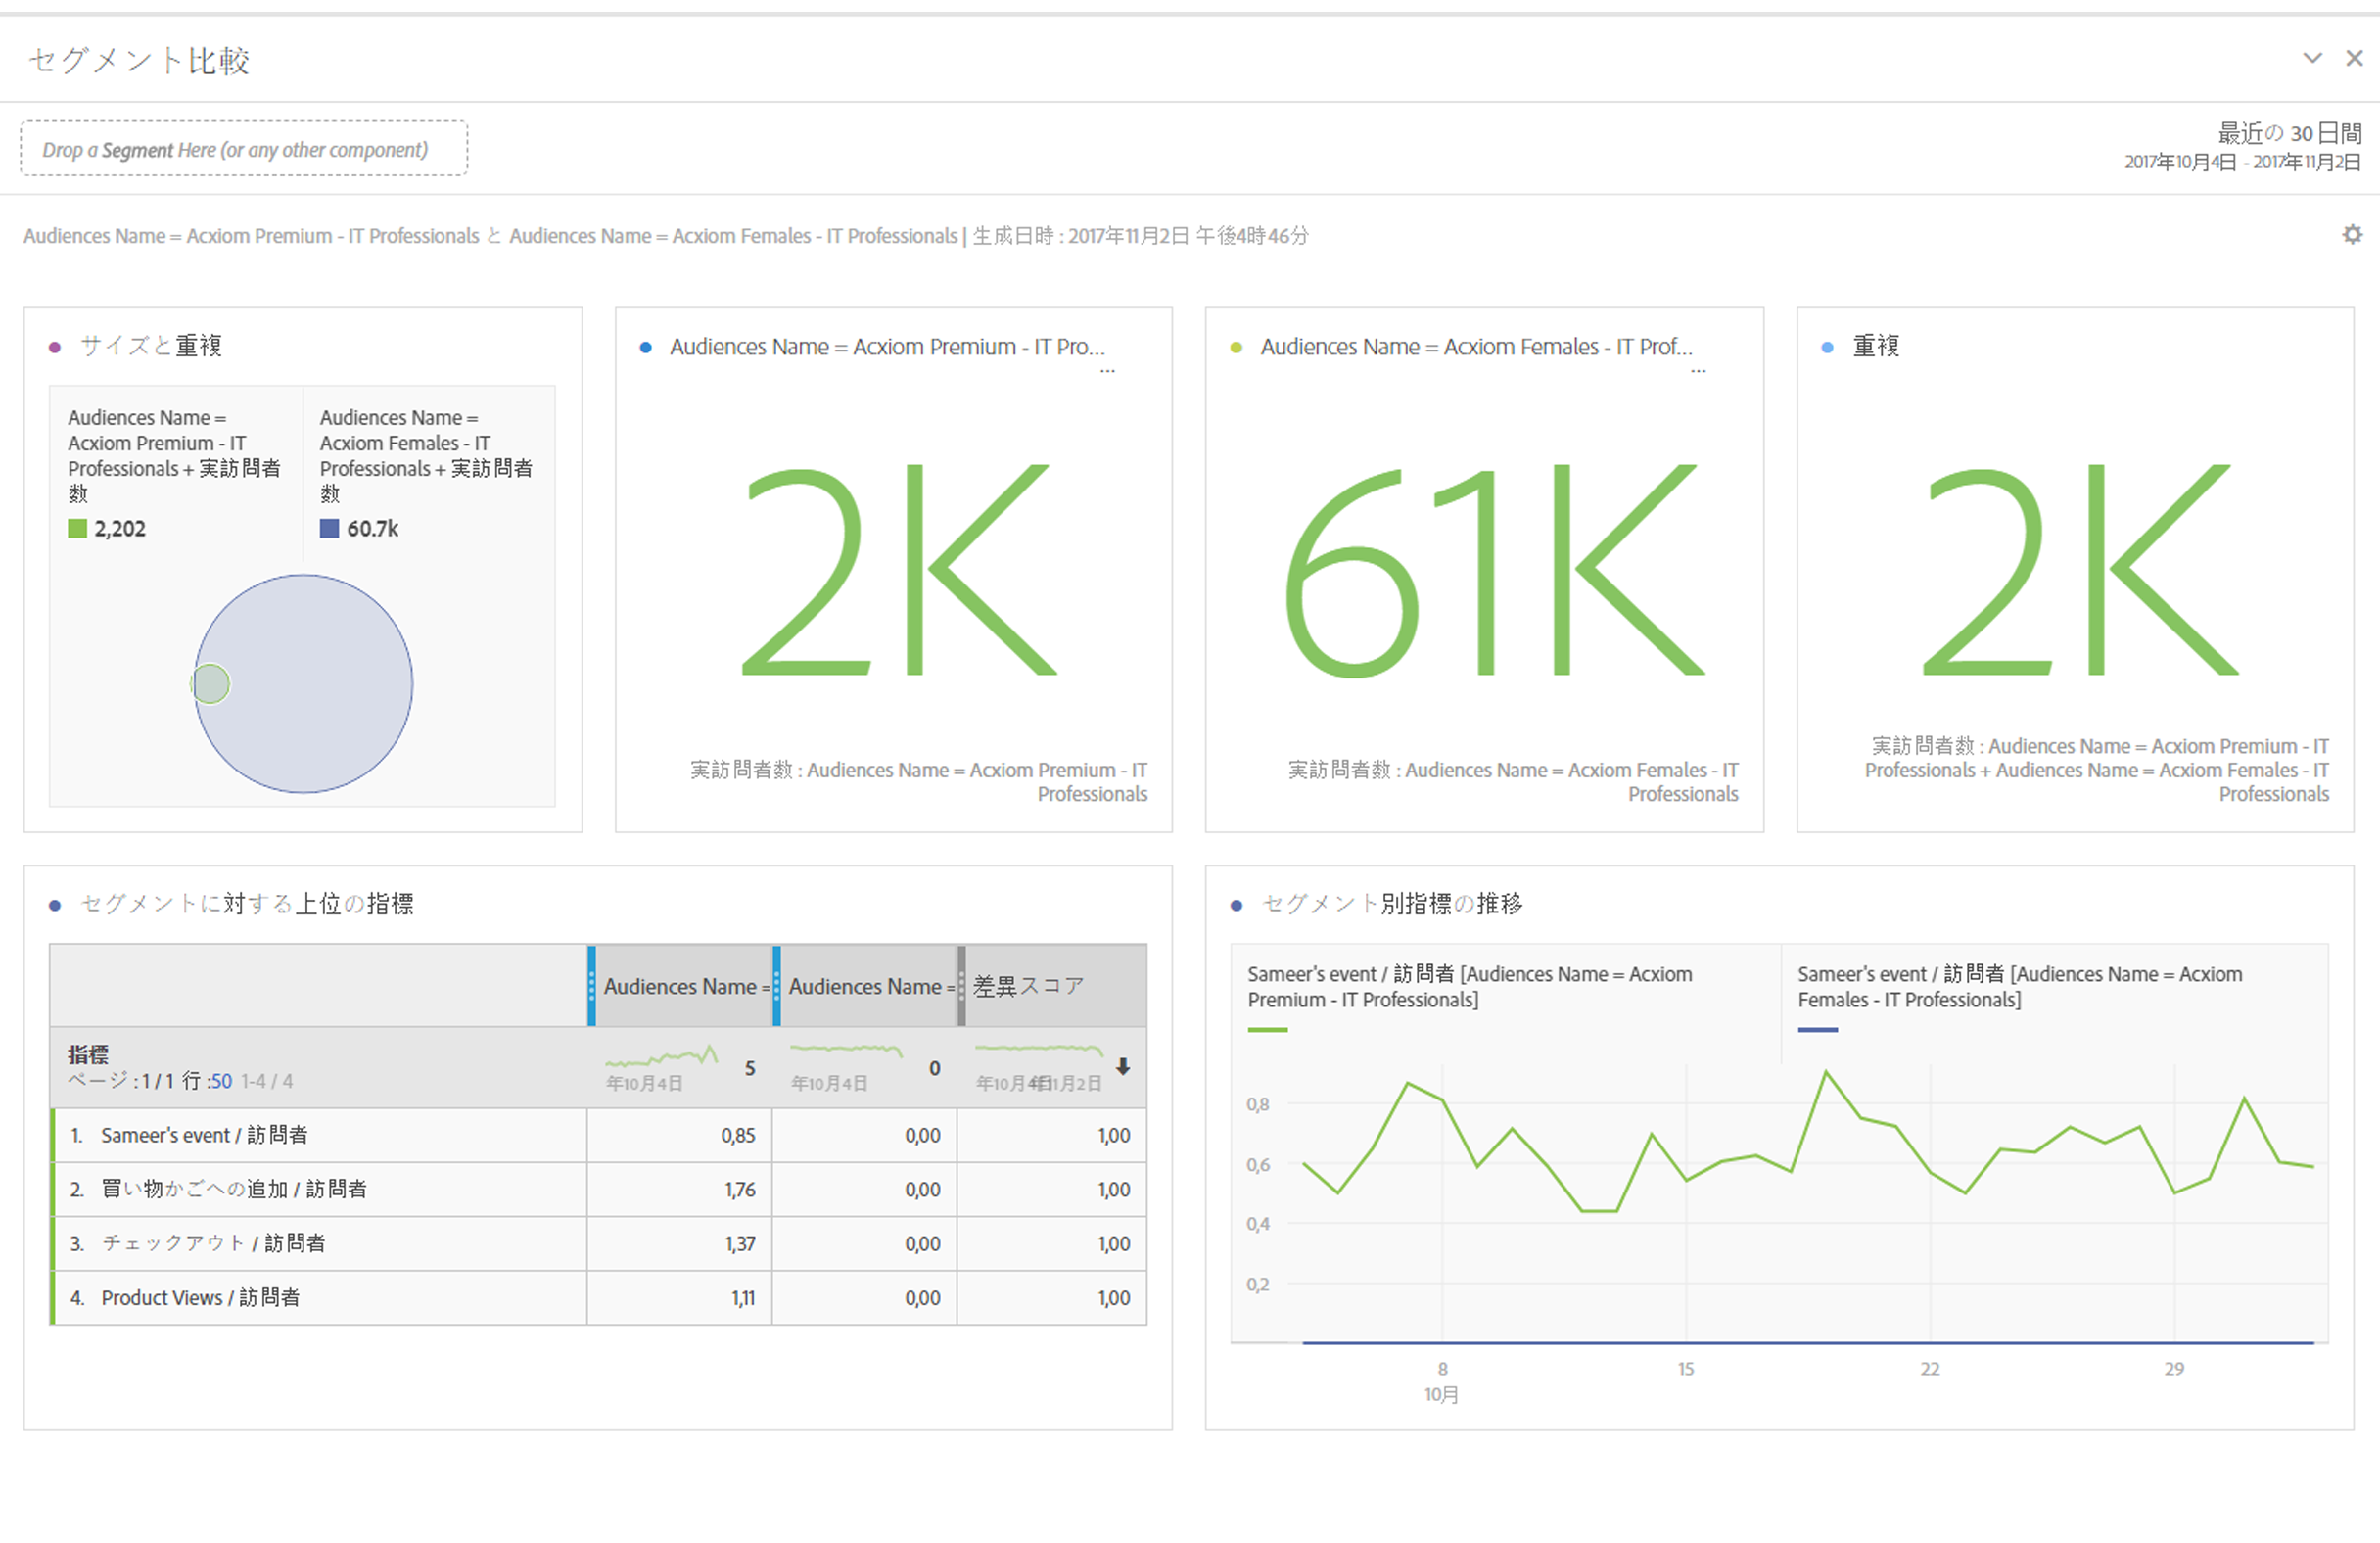 セグメント比較
Drop a Segment Here (or any other component)
最近の 30 日間
2017年10月4日 - 2017年11月2日
Audiences Name = Acxiom Premium - IT Professionals と Audiences Name = Acxiom Females - IT Professionals | 生成日時 : 2017年11月2日 午後4時46分
サイズと重複
Audiences Name =
Acxiom Premium - IT
Professionals + 実訪問者
数
2,202
Audiences Name =
Acxiom Females - IT
Professionals + 実訪問者
数
60.7k
Audiences Name = Acxiom Premium - IT Pro...
...
2K
実訪問者数 : Audiences Name = Acxiom Premium - IT
Professionals
Audiences Name = Acxiom Females - IT Prof...
...
61K
実訪問者数 : Audiences Name = Acxiom Females - IT
Professionals
重複
2K
実訪問者数 : Audiences Name = Acxiom Premium - IT
Professionals + Audiences Name = Acxiom Females - IT
Professionals
セグメントに対する上位の指標
Audiences Name = Audiences Name = 差異スコア
指標
ページ : 1 / 1 行 :50 1-4 / 4
5 0
年10月4日 年10月4日 年10月4日 11月2日
1. Sameer's event / 訪問者 0,85 0,00 1,00
2. 買い物かごへの追加 / 訪問者 1,76 0,00 1,00
3. チェックアウト / 訪問者 1,37 0,00 1,00
4. Product Views / 訪問者 1,11 0,00 1,00
セグメント別指標の推移
Sameer's event / 訪問者 [Audiences Name = Acxiom
Premium - IT Professionals]
Sameer's event / 訪問者 [Audiences Name = Acxiom
Females - IT Professionals]
0,8
0,6
0,4
0,2
8 15 22 29
10月